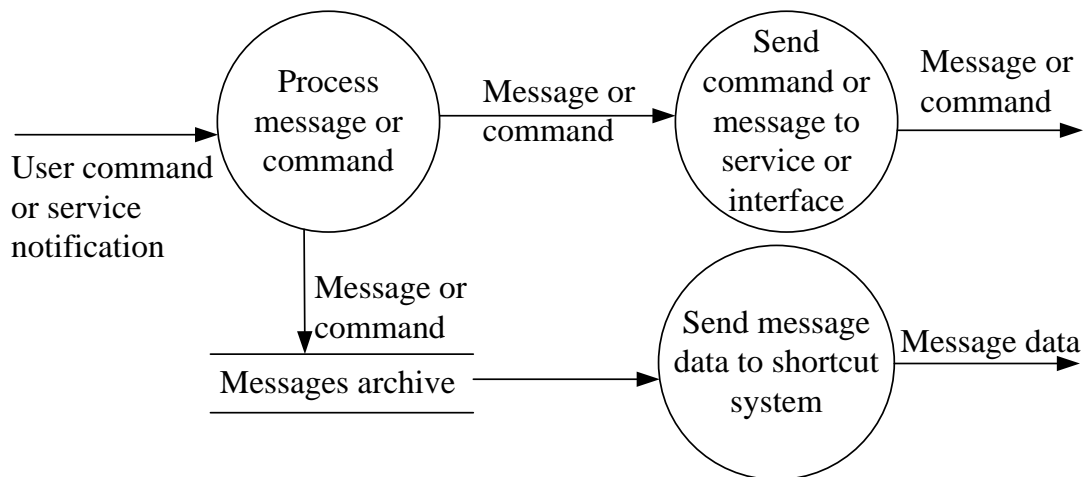 Process
message or
command
Message or
command
Send
command or
message to
service or
interface
Message or
command
User command
or service
notification
Message or
command
Messages archive
Send message
data to shortcut
system
Message data